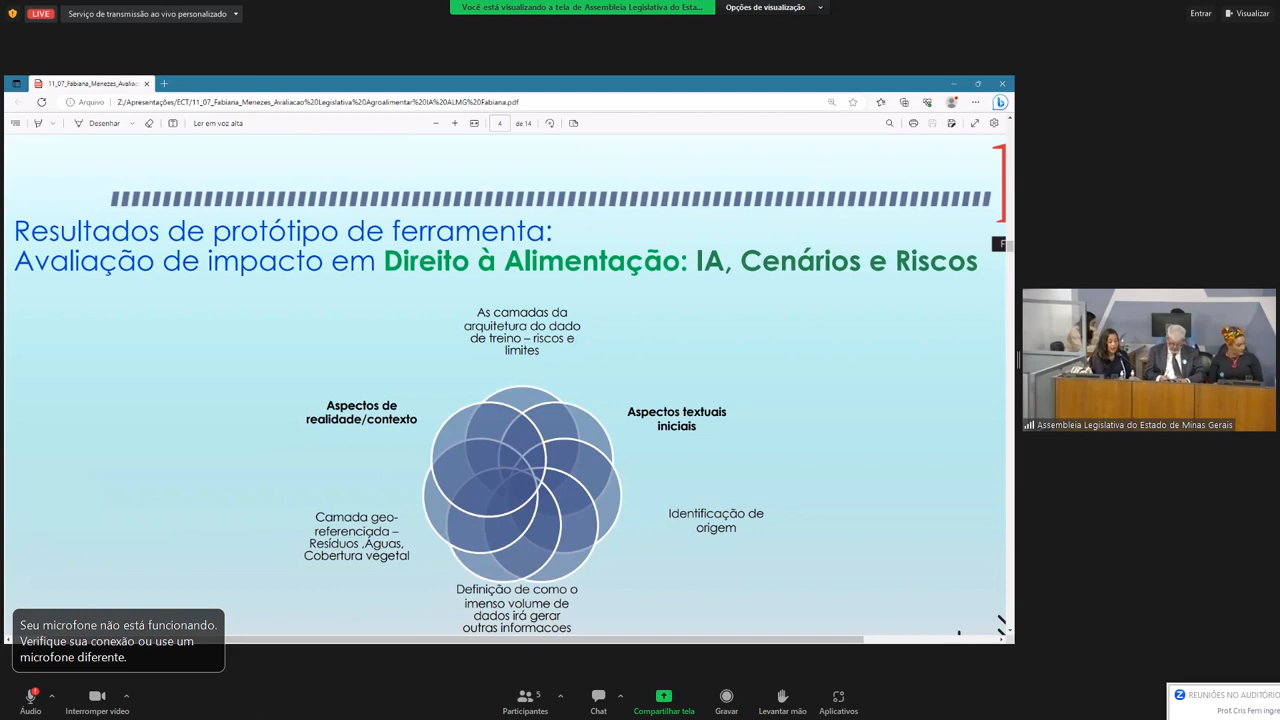 LIVE
Serviço de transmissão ao vivo personalizado
Você está visualizando a tela de Assembleia Legislativa do Esta...
Opções de visualização
Entrar
Visualizar
11_07_Fabiana_Menezes_Avaliac
Arquivo
Z:/Apresentações/ECT/11_07_Fabiana_Menezes_Avaliacao%20Legislativa%20Agroalimentar%20IA%20ALMG%20Fabiana.pdf
Desenhar
Ler em voz alta
4
de 14
Resultados de protótipo de ferramenta:
Avaliação de impacto em Direito à Alimentação: IA, Cenários e Riscos
As camadas da
arquitetura do dado
de treino – riscos e
limites
Aspectos de
realidade/contexto
Aspectos textuais
iniciais
Camada geo-
referenciada –
Resíduos ,Águas,
Cobertura vegetal
Identificação de
origem
Definição de como o
imenso volume de
dados irá gerar
outras informacoes
Assembleia Legislativa do Estado de Minas Gerais
Seu microfone não está funcionando.
Verifique sua conexão ou use um
microfone diferente.
Áudio
Interromper vídeo
Participantes
5
Chat
Compartilhar tela
Gravar
Levantar mão
Aplicativos
REUNIÕES NO AUDITÓRIO
Prof. Cris Ferri ingre